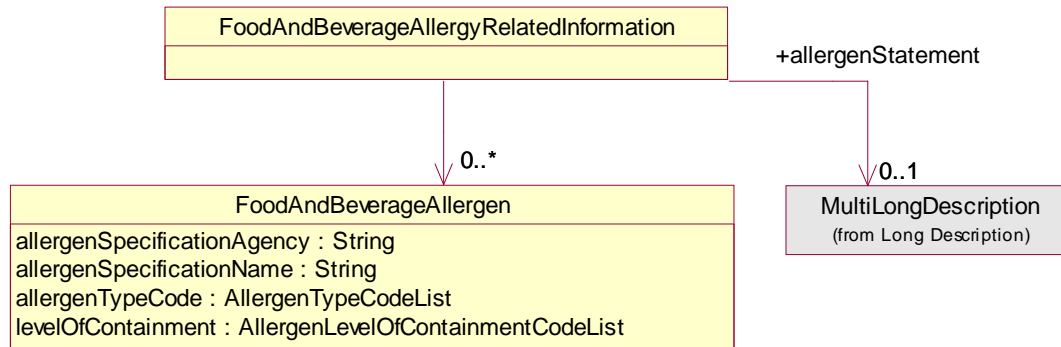 FoodAndBeverageAllergyRelatedInformation
+allergenStatement
0..*
0..1
FoodAndBeverageAllergen
allergenSpecificationAgency : String
allergenSpecificationName : String
allergenTypeCode : AllergenTypeCodeList
levelOfContainment : AllergenLevelOfContainmentCodeList
MultiLongDescription
(from Long Description)